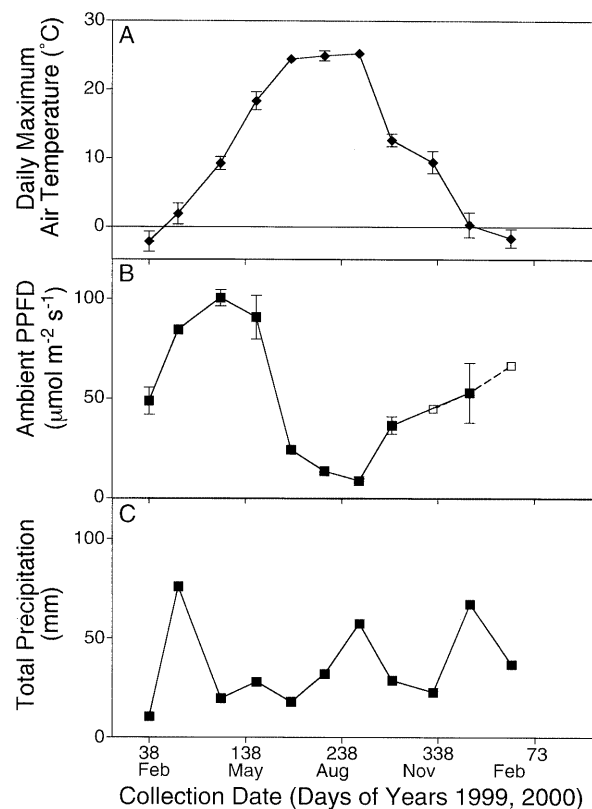 A
30
20
10
0
Daily Maximum
Air Temperature (˚C)
B
100
50
0
Ambient PPFD
(µmol m-2 s-1)
C
100
50
0
Total Precipitation
(mm)
38 138 238 338 73
Feb May Aug Nov Feb
Collection Date (Days of Years 1999, 2000)